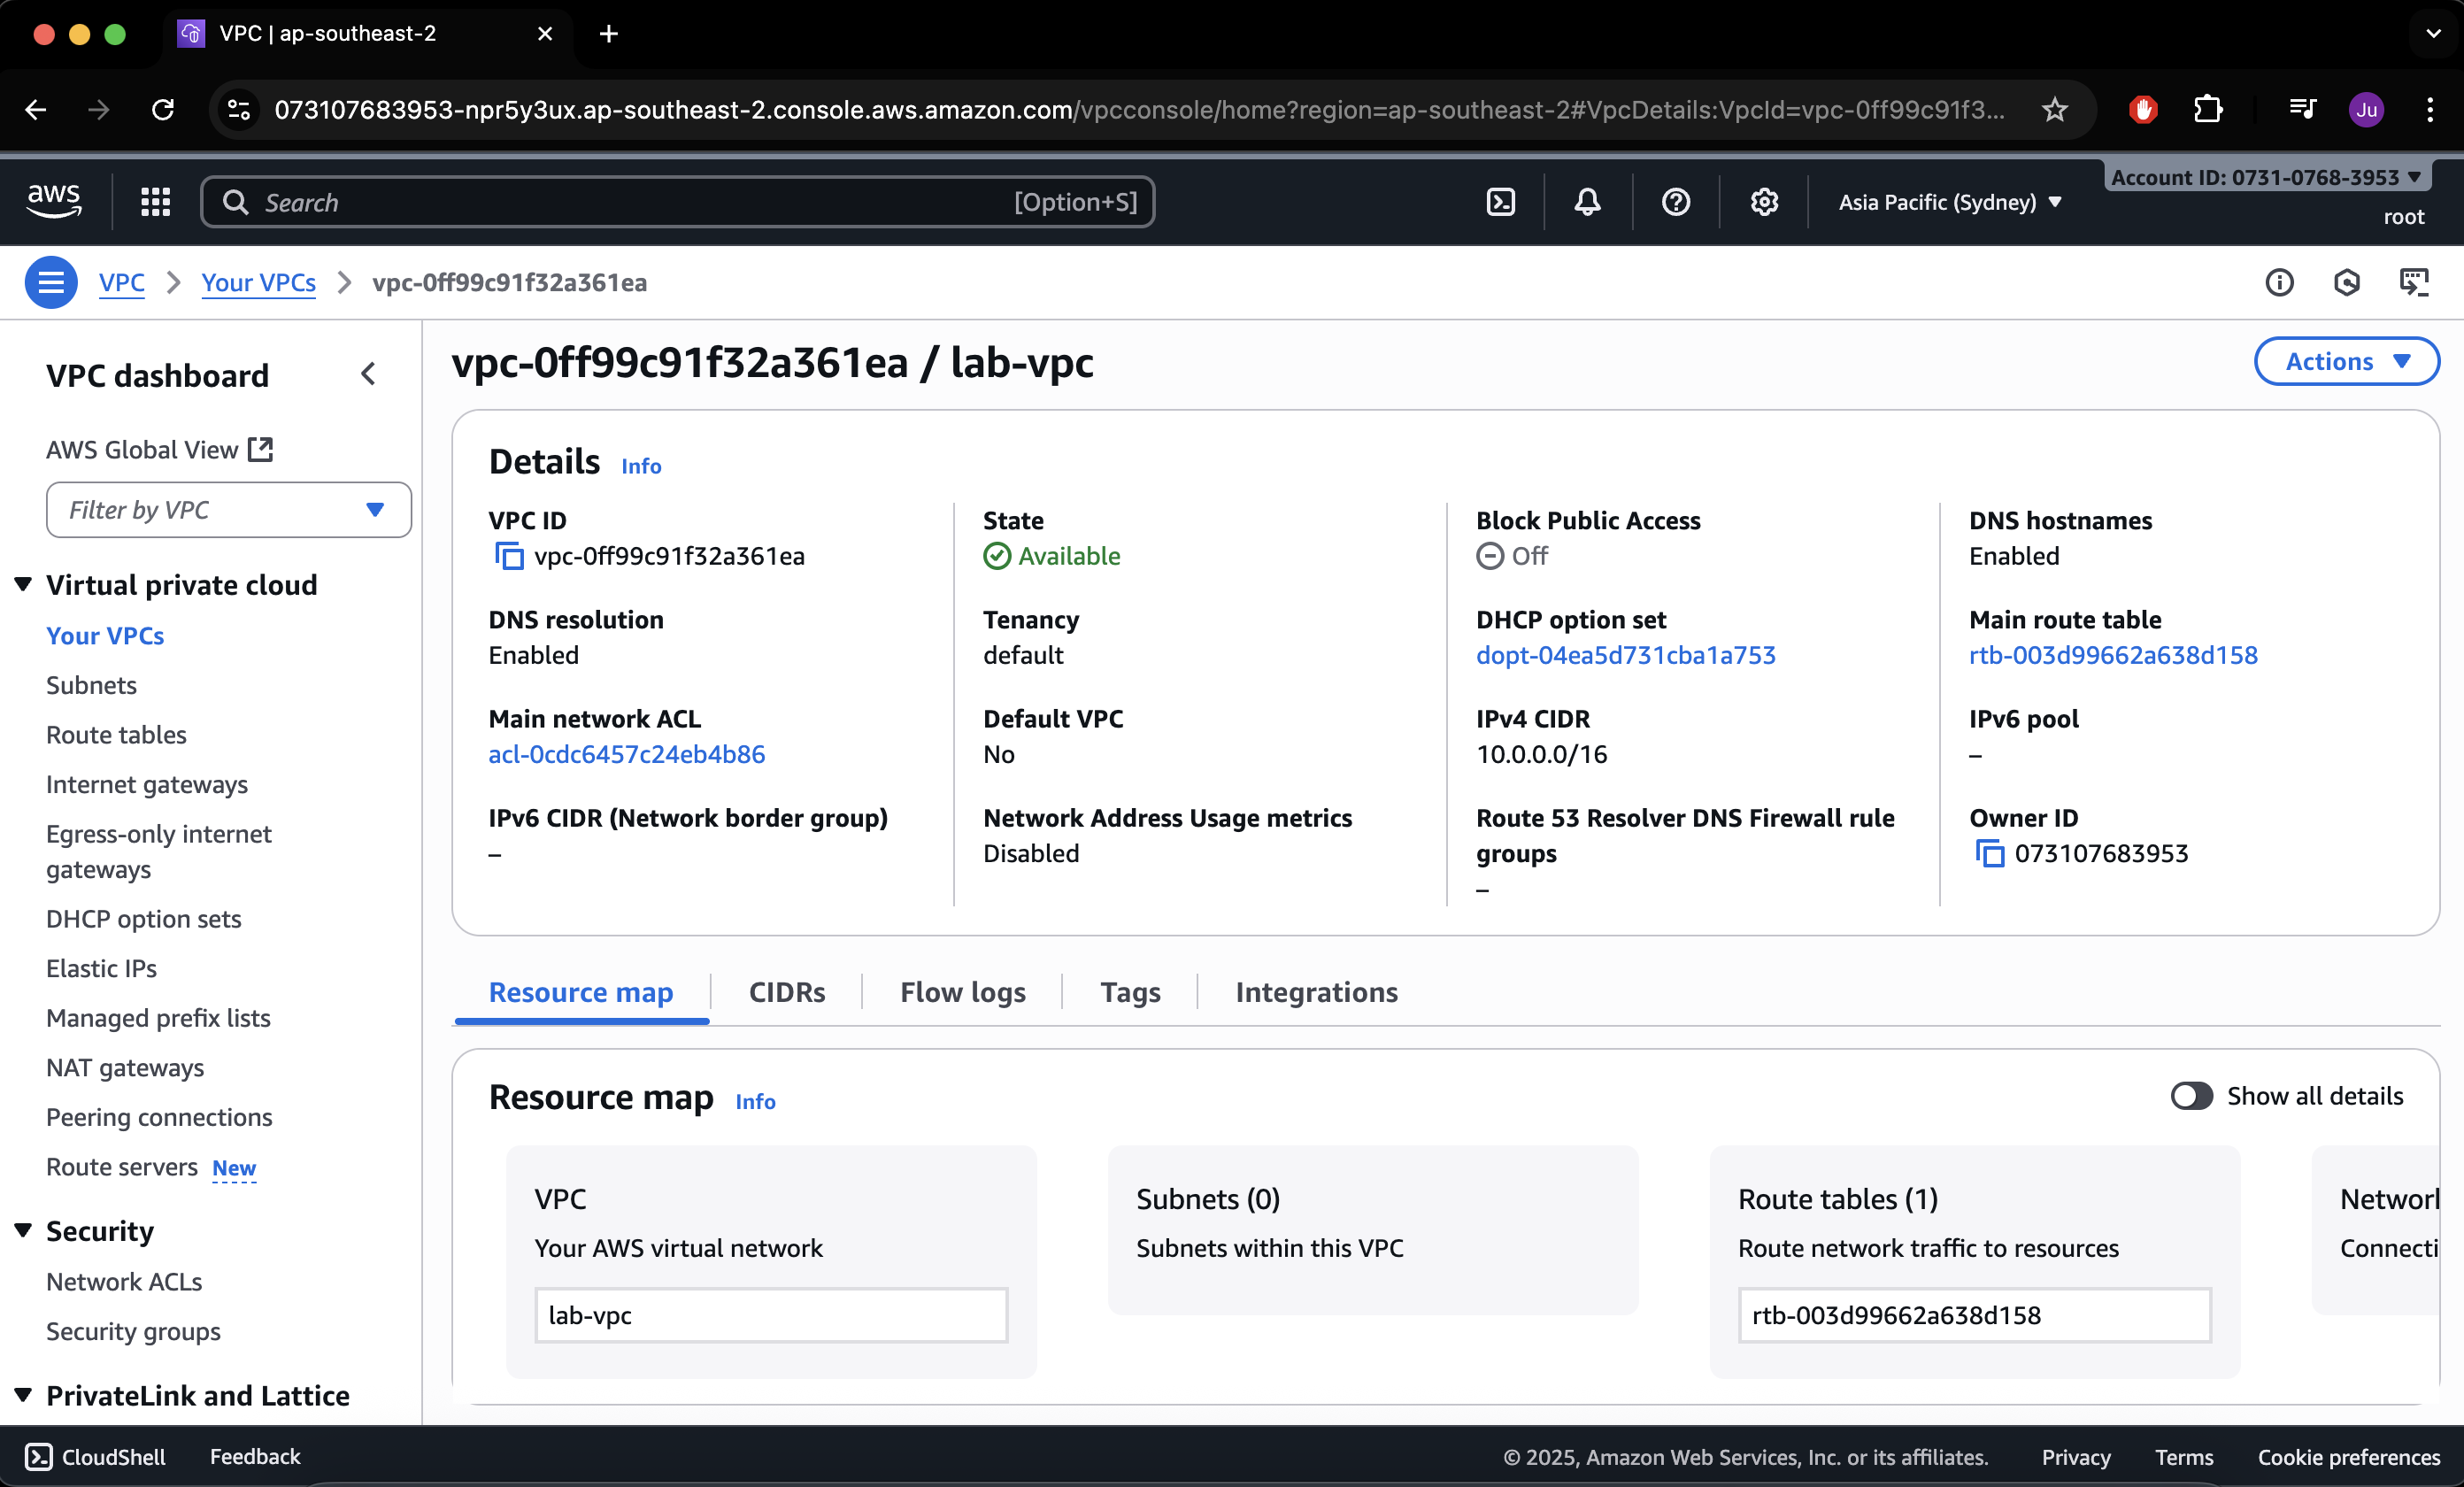 VPC | ap-southeast-2
073107683953-npr5y3ux.ap-southeast-2.console.aws.amazon.com/vpcconsole/home?region=ap-southeast-2#VpcDetails:VpcId=vpc-0ff99c91f3...
Ju
aws
Search [Option+S]
Asia Pacific (Sydney)
Account ID: 0731-0768-3953
root
VPC
Your VPCs
vpc-0ff99c91f32a361ea
VPC dashboard
AWS Global View
Filter by VPC
Virtual private cloud
Your VPCs
Subnets
Route tables
Internet gateways
Egress-only internet
gateways
DHCP option sets
Elastic IPs
Managed prefix lists
NAT gateways
Peering connections
Route servers New
Security
Network ACLs
Security groups
PrivateLink and Lattice
vpc-0ff99c91f32a361ea / lab-vpc
Actions
Details Info
VPC ID
vpc-0ff99c91f32a361ea
State
Available
Block Public Access
Off
DNS hostnames
Enabled
DNS resolution
Enabled
Tenancy
default
DHCP option set
dopt-04ea5d731cba1a753
Main route table
rtb-003d99662a638d158
Main network ACL
acl-0cdc6457c24eb4b86
Default VPC
No
IPv4 CIDR
10.0.0.0/16
IPv6 pool
–
IPv6 CIDR (Network border group)
–
Network Address Usage metrics
Disabled
Route 53 Resolver DNS Firewall rule
groups
–
Owner ID
073107683953
Resource map
CIDRs
Flow logs
Tags
Integrations
Resource map Info
Show all details
VPC
Your AWS virtual network
lab-vpc
Subnets (0)
Subnets within this VPC
Route tables (1)
Route network traffic to resources
rtb-003d99662a638d158
Network
Connecti
CloudShell
Feedback
© 2025, Amazon Web Services, Inc. or its affiliates.
Privacy
Terms
Cookie preferences